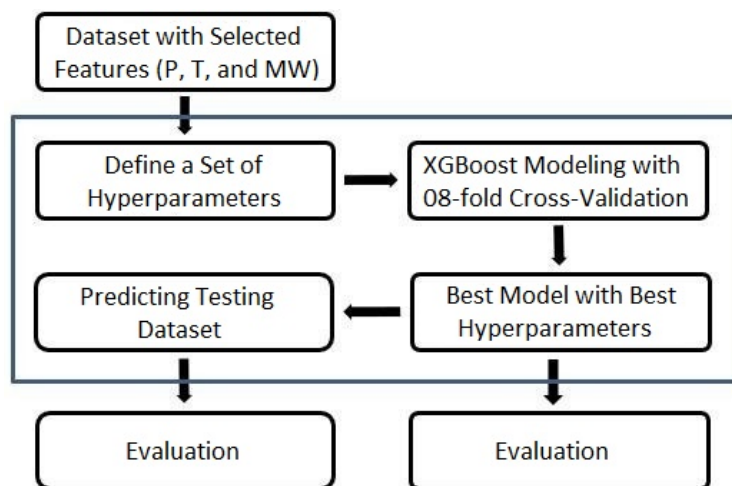 Dataset with Selected
Features (P, T, and MW)
Define a Set of
Hyperparameters
XGBoost Modeling with
08-fold Cross-Validation
Predicting Testing
Dataset
Best Model with Best
Hyperparameters
Evaluation
Evaluation